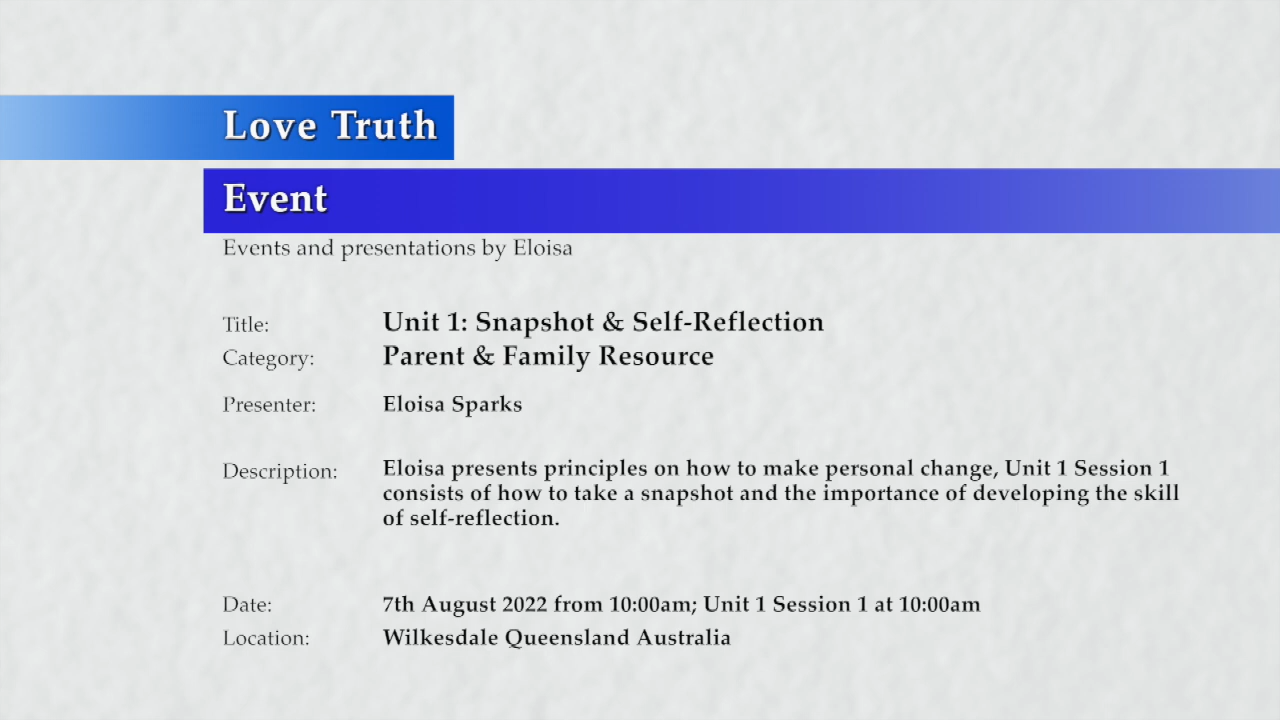 Love Truth
Event
Events and presentations by Eloisa
Title: Unit 1: Snapshot & Self-Reflection
Category: Parent & Family Resource
Presenter: Eloisa Sparks
Description: Eloisa presents principles on how to make personal change, Unit 1 Session 1
consists of how to take a snapshot and the importance of developing the skill
of self-reflection.
Date: 7th August 2022 from 10:00am; Unit 1 Session 1 at 10:00am
Location: Wilkesdale Queensland Australia